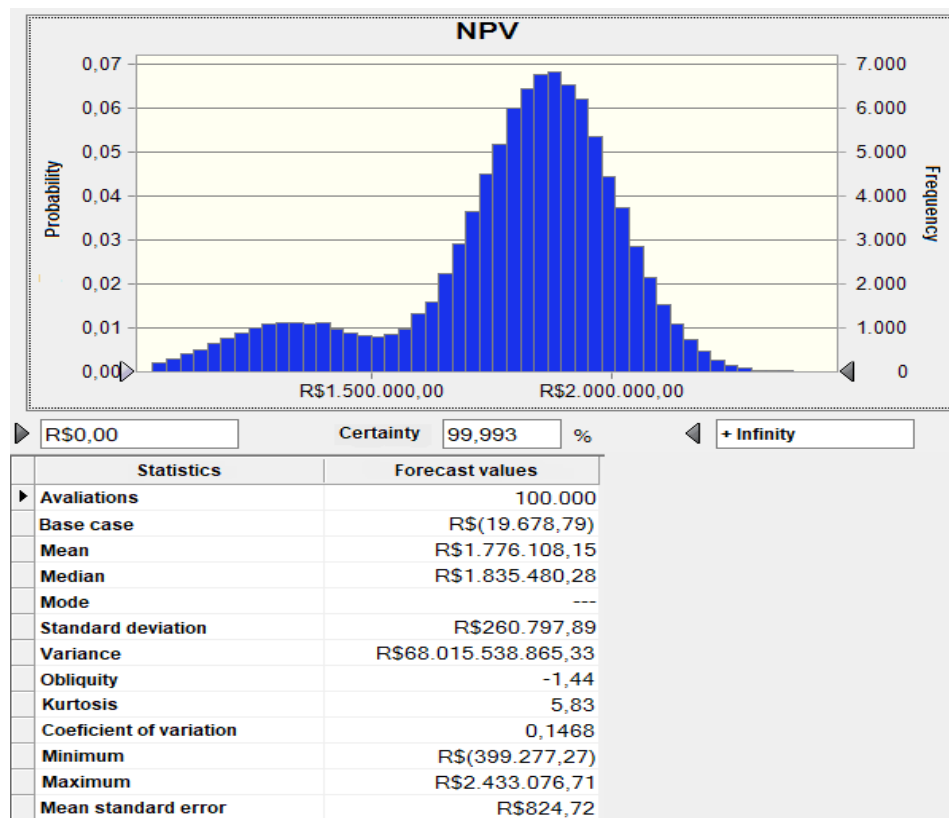 NPV
0,07
0,06
0,05
0,04
0,03
0,02
0,01
0,00
Probability
7.000
6.000
5.000
4.000
3.000
2.000
1.000
0
Frequency
R$1.500.000,00 R$2.000.000,00
R$0,00 Certainty 99,993 % + Infinity
Statistics Forecast values
Avaliations 100.000
Base case R$(19.678,79)
Mean R$1.776.108,15
Median R$1.835.480,28
Mode ---
Standard deviation R$260.797,89
Variance R$68.015.538.865,33
Obliquity -1,44
Kurtosis 5,83
Coeficient of variation 0,1468
Minimum R$(399.277,27)
Maximum R$2.433.076,71
Mean standard error R$824,72